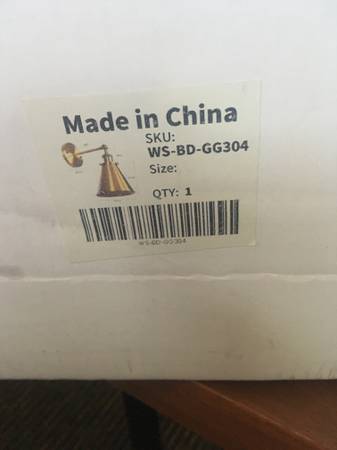 Made in China
SKU:
WS-BD-GG304
Size:
QTY: 1
WS-BD-GG304